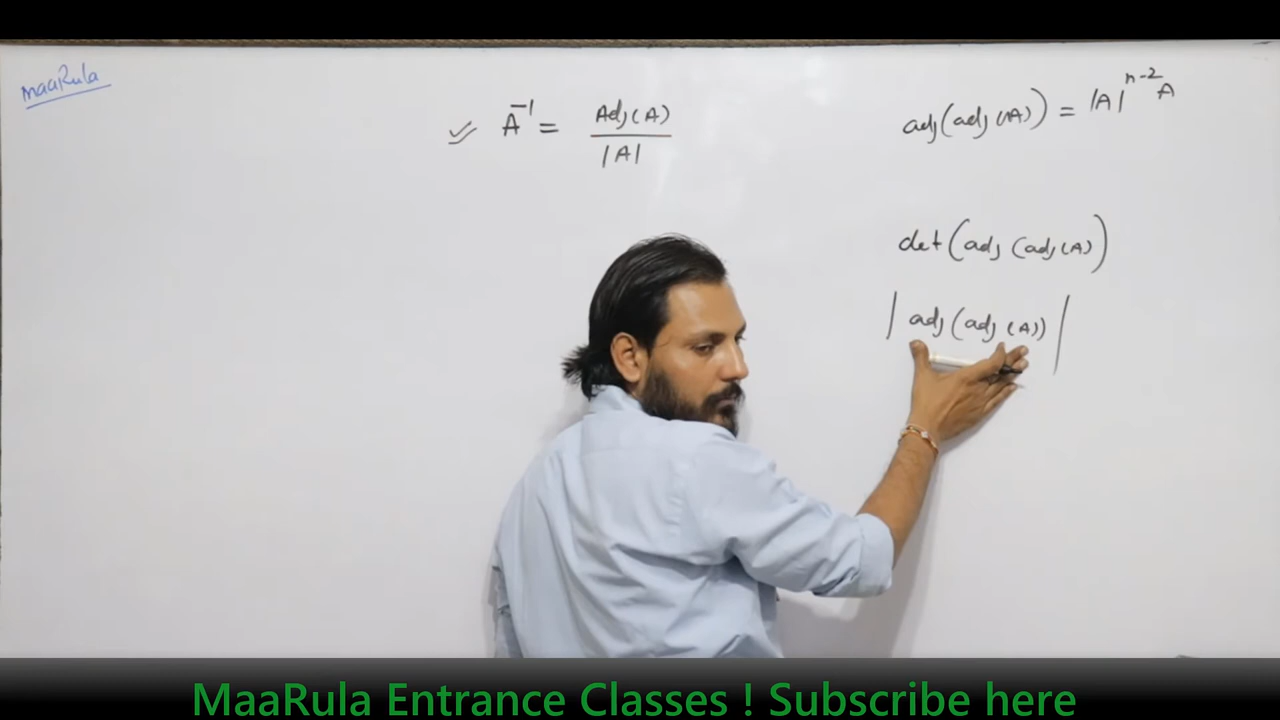 maaRula
A⁻¹ = Adj(A) / |A|
adj(adj(A)) = |A|ⁿ⁻² A
det(adj(adj(A))
|adj(adj(A))|
MaaRula Entrance Classes ! Subscribe here